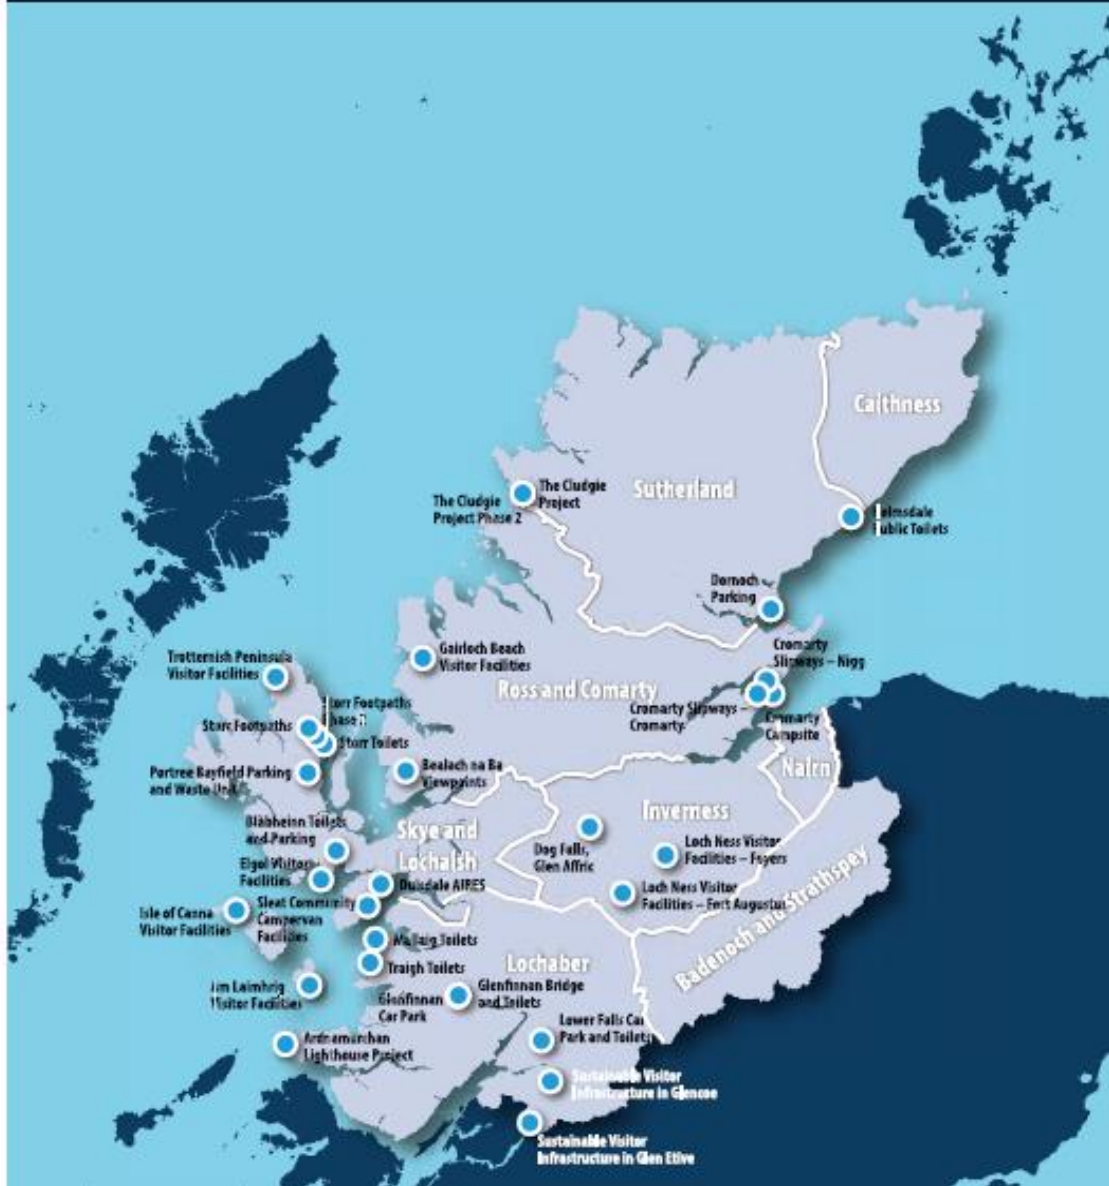 Caithness
Sutherland
The Cludgie
Project
The Cludgie
Project Phase 2
Public Toilets
Dornoch
Parking
Cromarty
Slipways – Nigg
Gairloch Beach
Visitor Facilities
Trotternish Peninsula
Visitor Facilities
Ross and Comarty
Cromarty Slipways –
Cromarty
Cromarty
Campsite
Storr Footpaths
Storr Footpaths
Storr Toilets
Portree Bayfield Parking
and Waste Unit
Bealach na Ba
Viewpoints
Nairn
Inverness
Skye and
Lochalsh
Blabheinn Toilets
and Parking
Dog Falls,
Glen Affric
Loch Ness Visitor
Facilities – Foyers
Elgol Visitor
Facilities
Duisdale AIRES
Loch Ness Visitor
Facilities – Fort Augustus
Badenoch and Strathspey
Isle of Canna
Visitor Facilities
Sleat Community
Campervan
Facilities
Mallaig Toilets
Traigh Toilets
Lochaber
Laimhrig
Visitor Facilities
Glenfinnan
Car Park
Glenfinnan Bridge
and Toilets
Lower Falls Car
Park and Toilets
Ardnamurchan
Lighthouse Project
Sustainable Visitor
Infrastructure in Glencoe
Sustainable Visitor
Infrastructure in Glen Etive